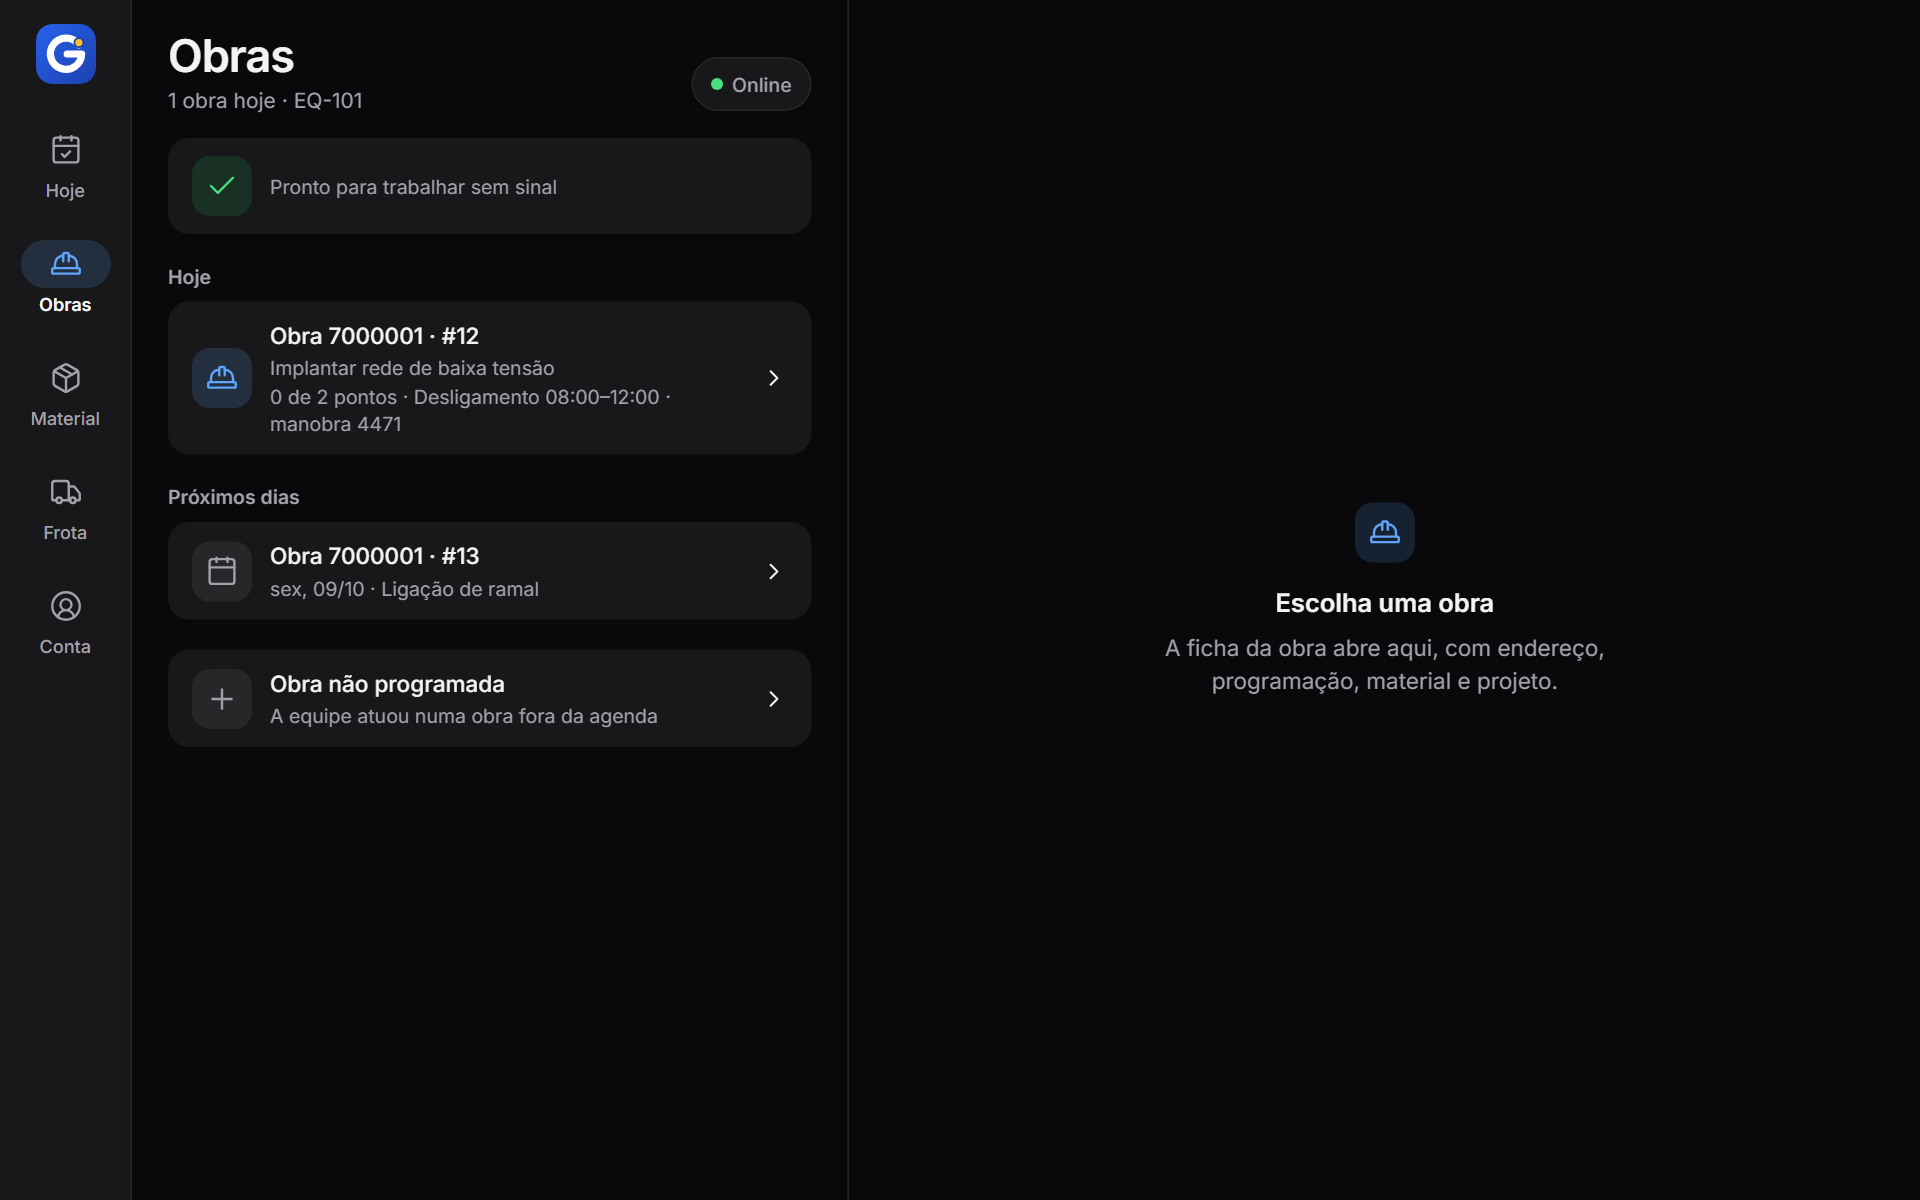 G
Hoje
Obras
Material
Frota
Conta
Obras
1 obra hoje · EQ-101
Online
Pronto para trabalhar sem sinal
Hoje
Obra 7000001 · #12
Implantar rede de baixa tensão
0 de 2 pontos · Desligamento 08:00–12:00 ·
manobra 4471
Próximos dias
Obra 7000001 · #13
sex, 09/10 · Ligação de ramal
Obra não programada
A equipe atuou numa obra fora da agenda
Escolha uma obra
A ficha da obra abre aqui, com endereço,
programação, material e projeto.